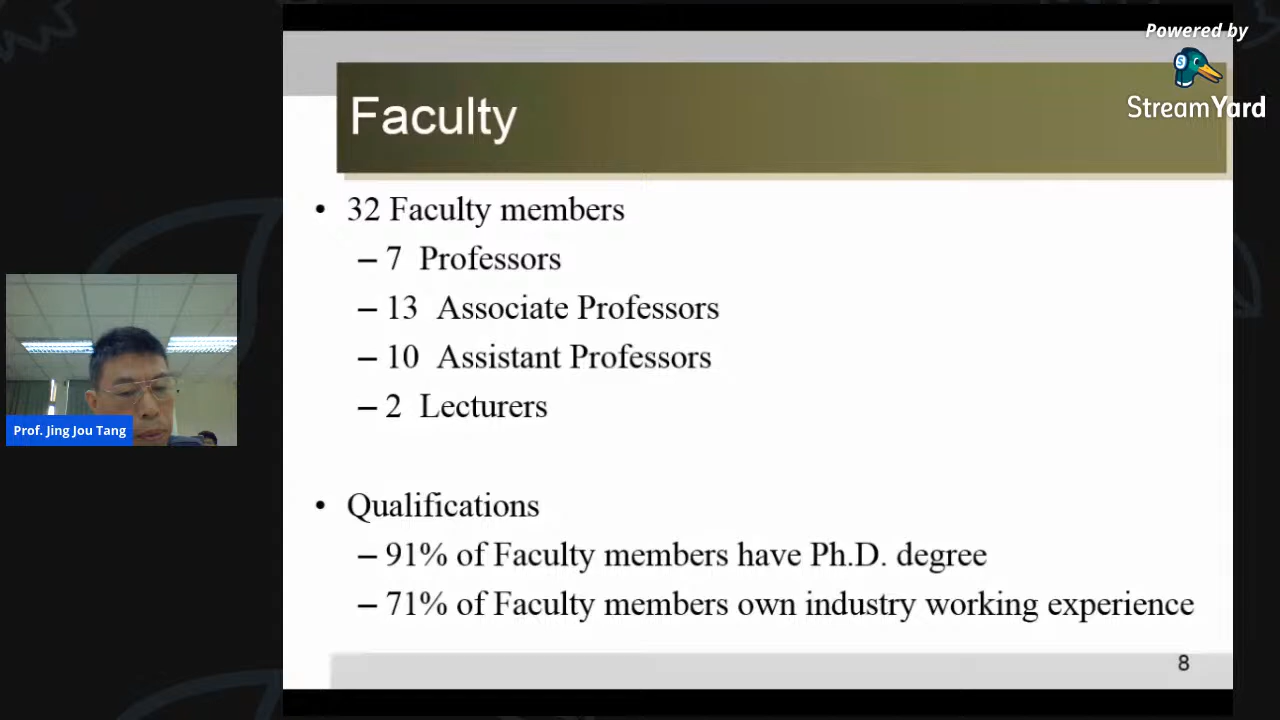 Powered by
StreamYard
Faculty
• 32 Faculty members
– 7 Professors
– 13 Associate Professors
– 10 Assistant Professors
– 2 Lecturers
• Qualifications
– 91% of Faculty members have Ph.D. degree
– 71% of Faculty members own industry working experience
8
Prof. Jing Jou Tang